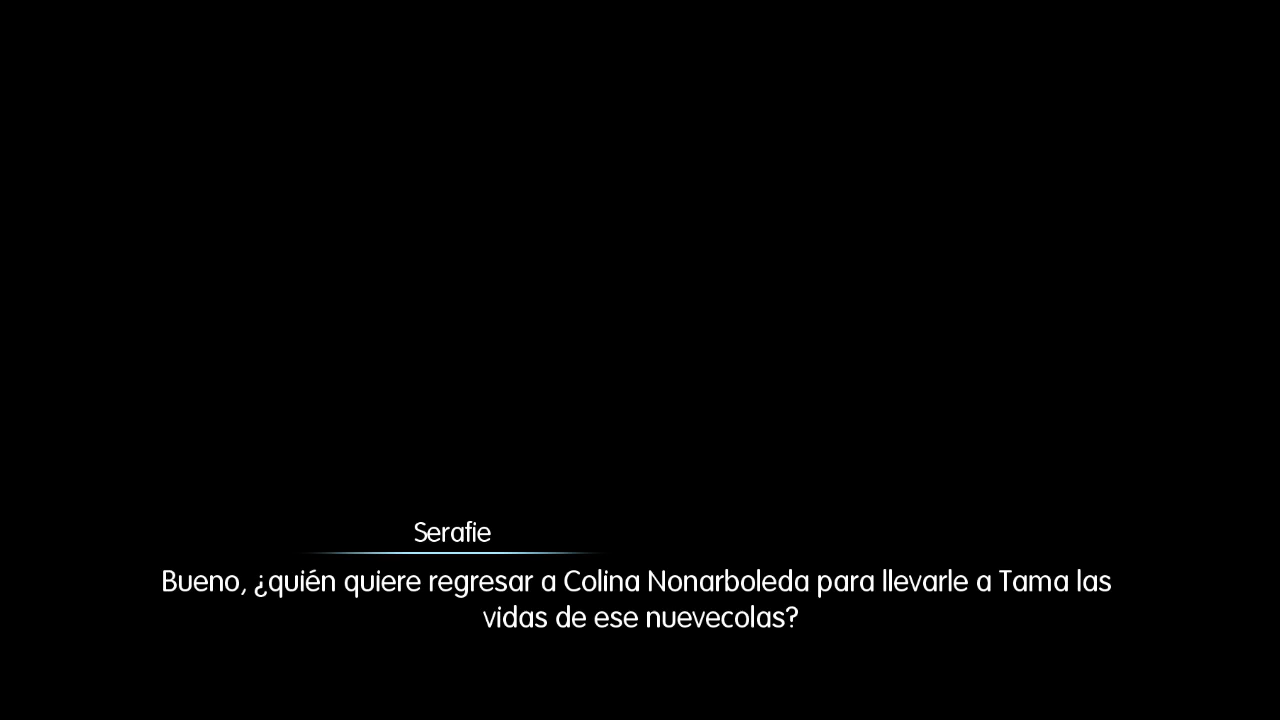 Serafie
Bueno, ¿quién quiere regresar a Colina Nonarboleda para llevarle a Tama las
vidas de ese nuevecolas?